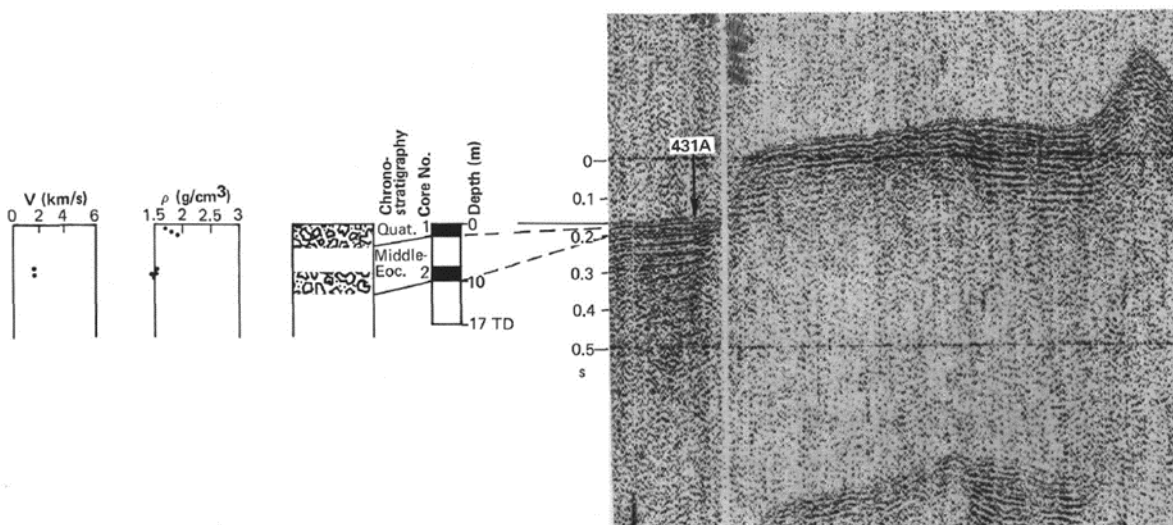 V (km/s)
0 2 4 6
ρ (g/cm3)
1.5 2 2.5 3
Chrono-
stratigraphy
Core No.
Depth (m)
Quat. 1 0
Middle-
Eoc. 2
10
17 TD
431A
0
0.1
0.2
0.3
0.4
0.5
s